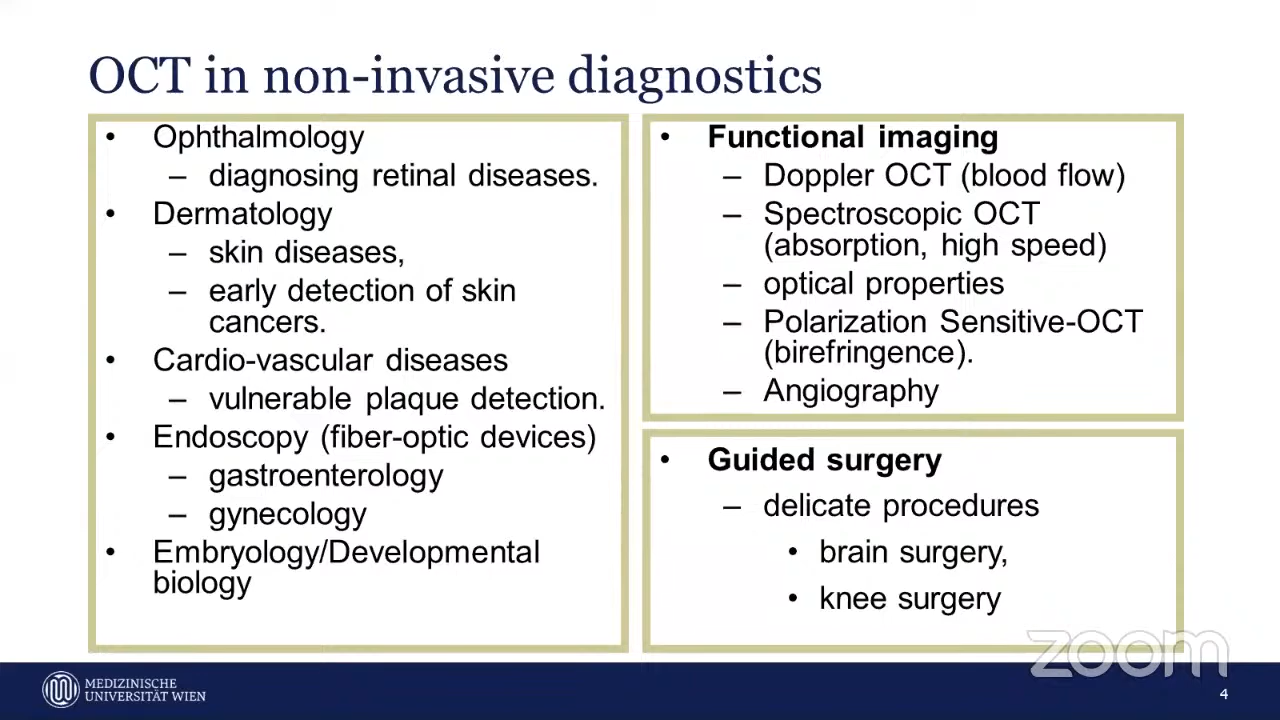 OCT in non-invasive diagnostics
• Ophthalmology
– diagnosing retinal diseases.
• Dermatology
– skin diseases,
– early detection of skin
cancers.
• Cardio-vascular diseases
– vulnerable plaque detection.
• Endoscopy (fiber-optic devices)
– gastroenterology
– gynecology
• Embryology/Developmental
biology
• Functional imaging
– Doppler OCT (blood flow)
– Spectroscopic OCT
(absorption, high speed)
– optical properties
– Polarization Sensitive-OCT
(birefringence).
– Angiography
• Guided surgery
– delicate procedures
• brain surgery,
• knee surgery
zoom
MEDIZINISCHE
UNIVERSITÄT WIEN
4